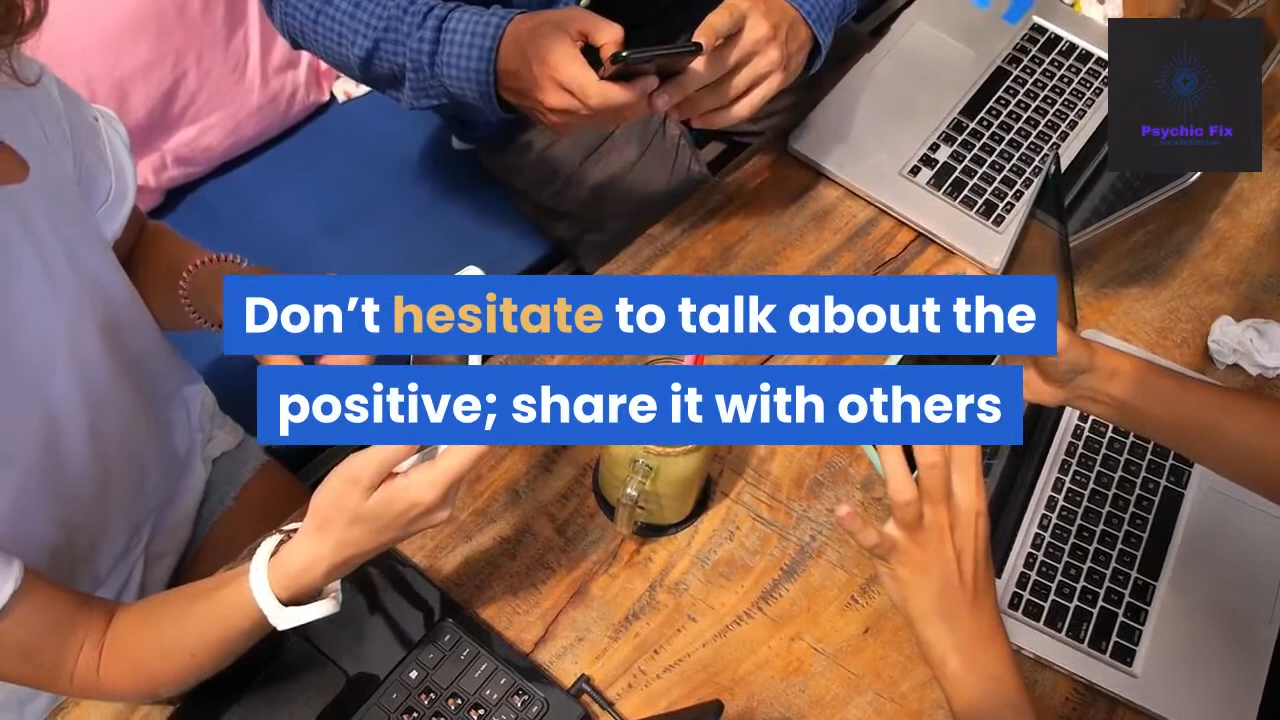 Psychic Fix
Don’t hesitate to talk about the
positive; share it with others